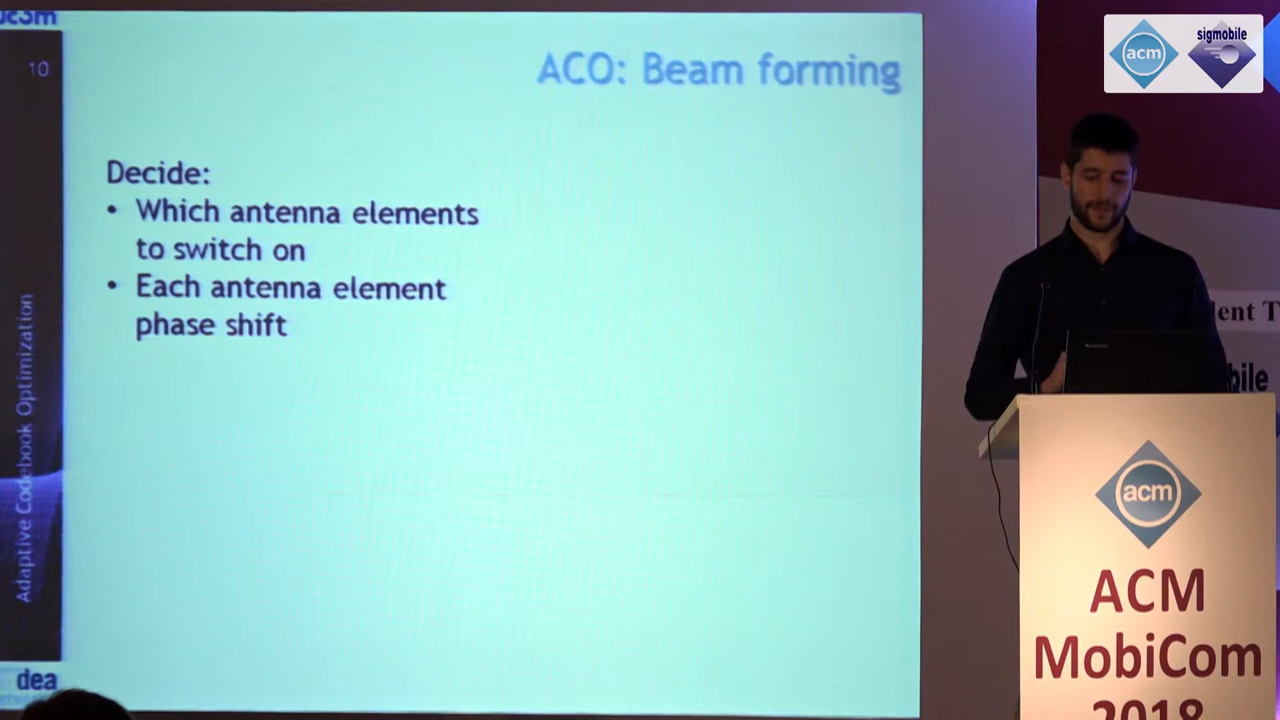 10
ACO: Beam forming
Decide:
• Which antenna elements
to switch on
• Each antenna element
phase shift
Adaptive Codebook Optimization
dea
acm
sigmobile
acm
ACM
MobiCom
2018